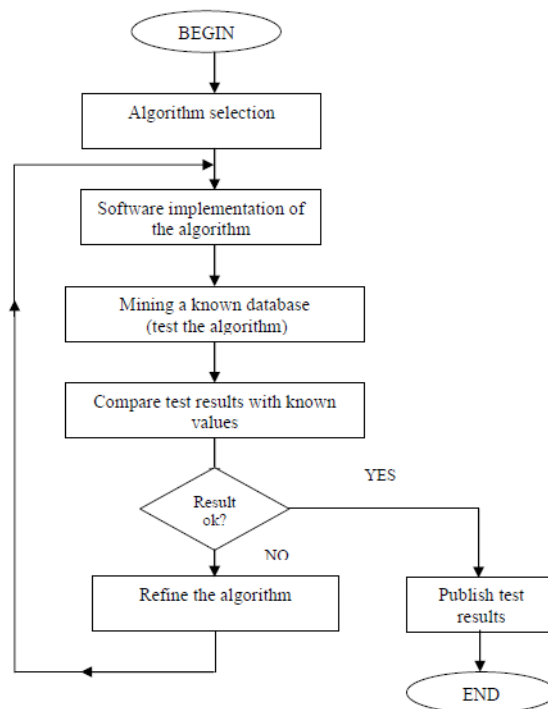 BEGIN
Algorithm selection
Software implementation of
the algorithm
Mining a known database
(test the algorithm)
Compare test results with known
values
YES
Result
ok?
NO
Refine the algorithm
Publish test
results
END